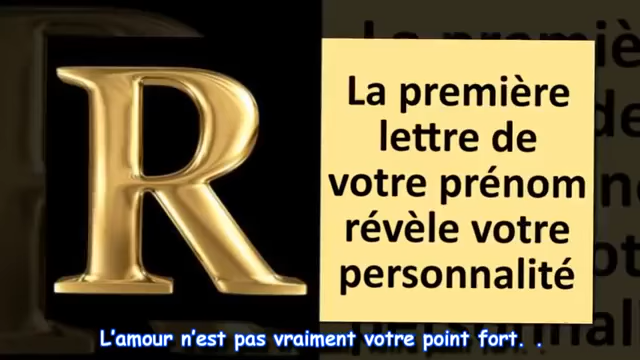 R
La première
lettre de
votre prénom
révèle votre
personnalité
L'amour n'est pas vraiment votre point fort. .